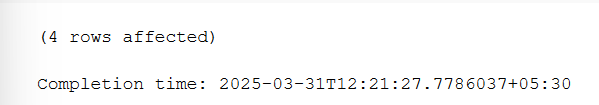 (4 rows affected)
Completion time: 2025-03-31T12:21:27.7786037+05:30